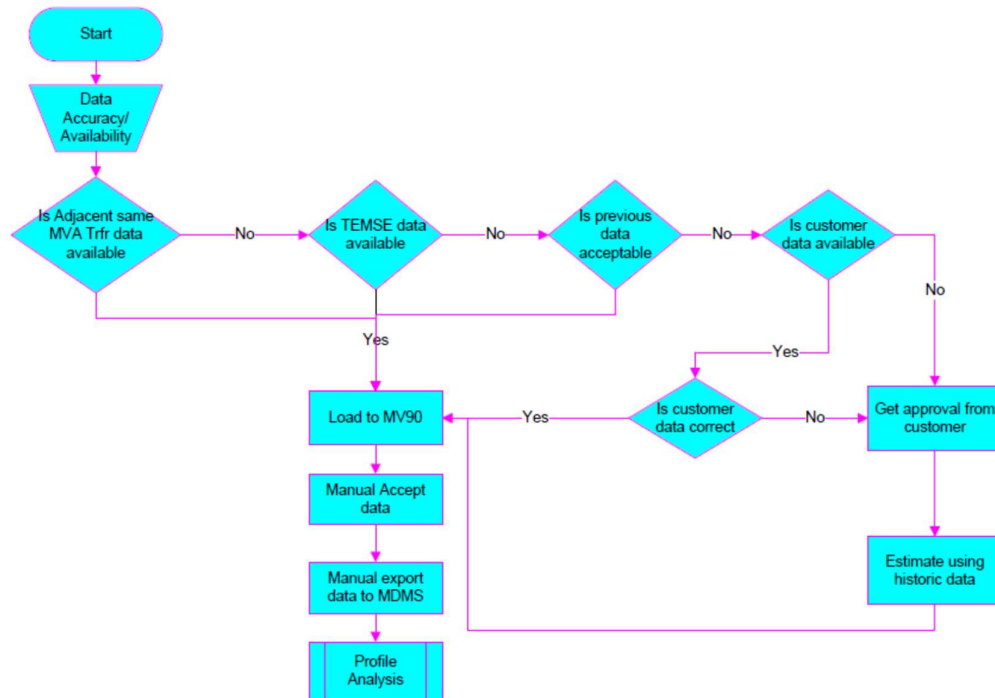 Start
Data
Accuracy/
Availability
Is Adjacent same
MVA Trfr data
available
No
Is TEMSE data
available
No
Is previous
data
acceptable
No
Is customer
data available
No
Yes
Yes
Load to MV90
Yes
Is customer
data correct
No
Get approval from
customer
Manual Accept
data
Estimate using
historic data
Manual export
data to MDMS
Profile
Analysis